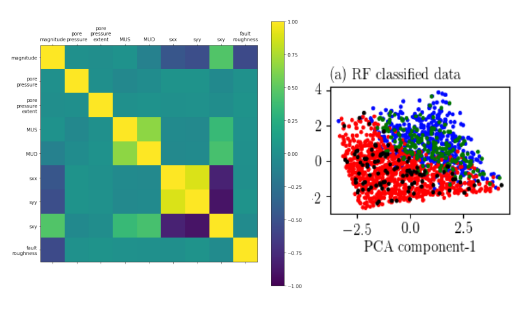 pore
pore pressure
magnitude pressure extent MUS MUD sxx syy sxy fault roughness
magnitude
pore
pressure
pore
pressure
extent
MUS
MUD
sxx
syy
sxy
fault
roughness
1.00
0.75
0.50
0.25
0.00
−0.25
−0.50
−0.75
−1.00
(a) RF classified data
4
2
0
2
−2.5 0.0 2.5
PCA component-1